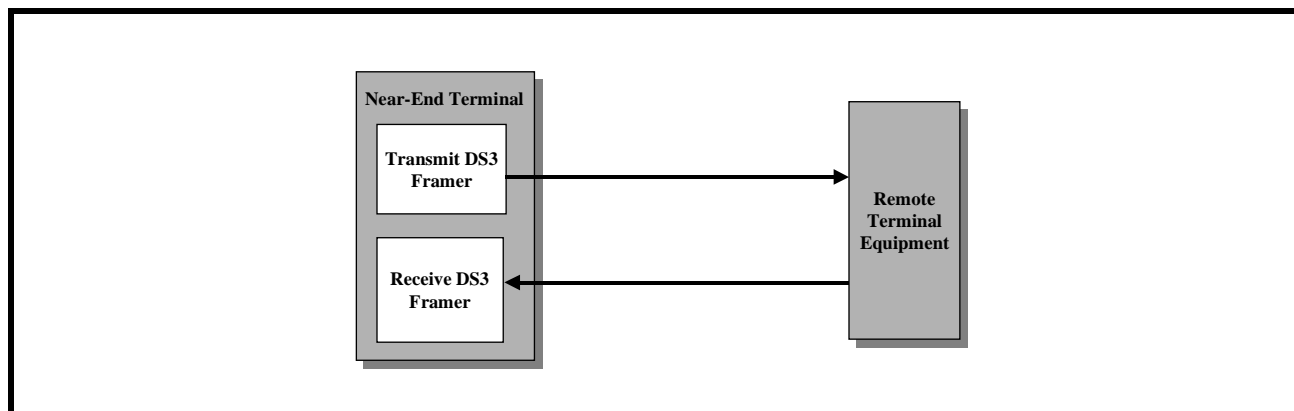 Near-End Terminal
Transmit DS3
Framer
Receive DS3
Framer
Remote
Terminal
Equipment